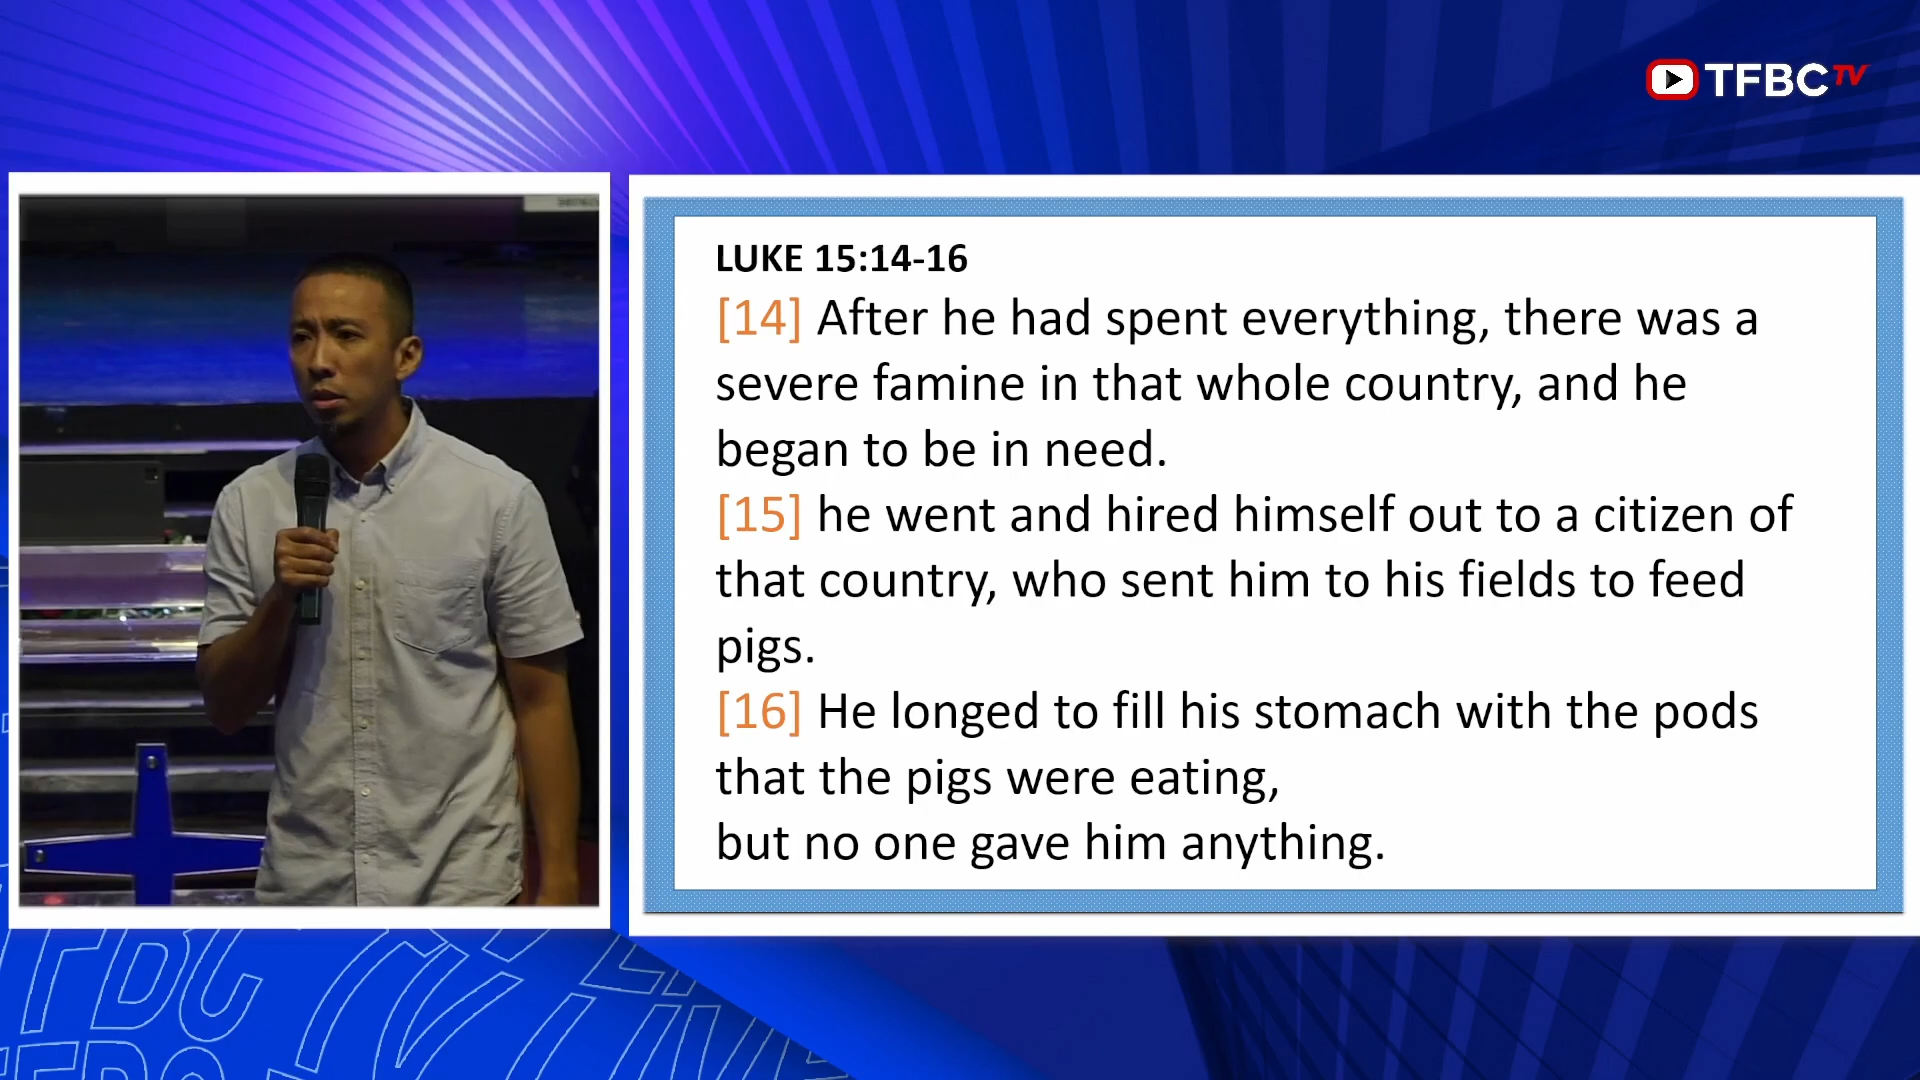 TFBC TV
LUKE 15:14-16
[14] After he had spent everything, there was a
severe famine in that whole country, and he
began to be in need.
[15] he went and hired himself out to a citizen of
that country, who sent him to his fields to feed
pigs.
[16] He longed to fill his stomach with the pods
that the pigs were eating,
but no one gave him anything.
TFBC TV LIVE